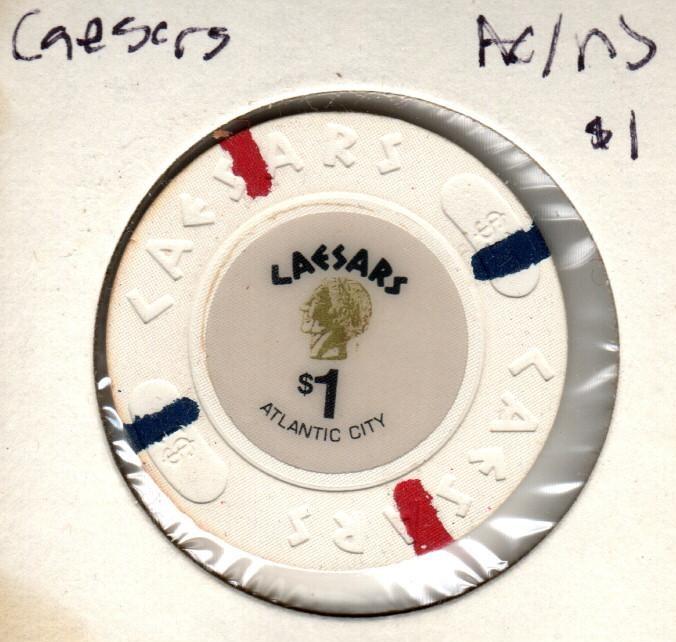 Caesars AC/NJ
$1
CAESARS
$
CAESARS
$
CAESARS
$1
ATLANTIC CITY